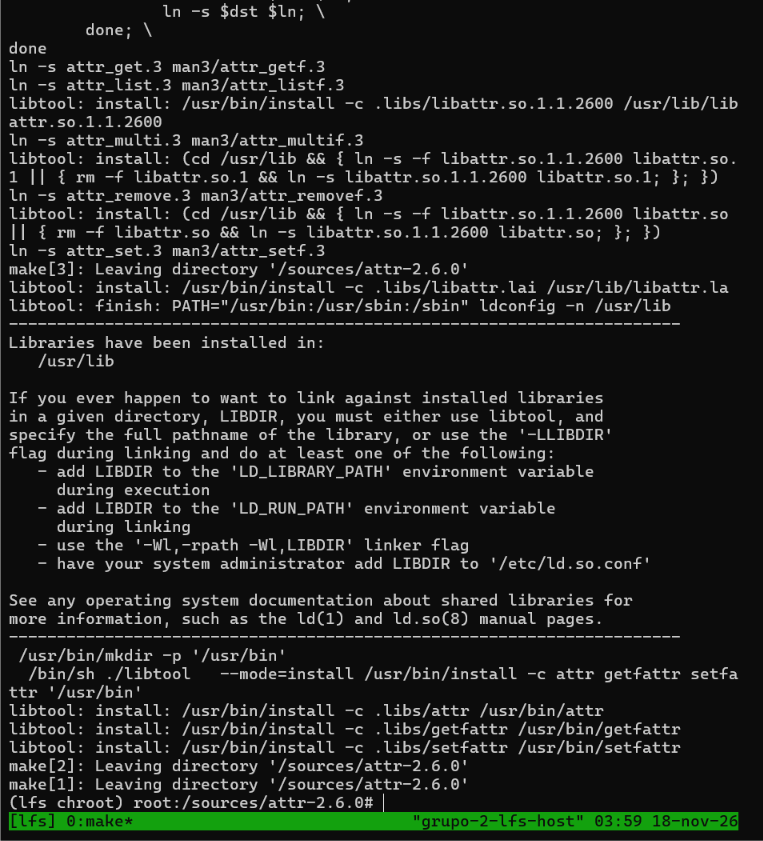 ln -s $dst $ln; \
        done; \
done
ln -s attr_get.3 man3/attr_getf.3
ln -s attr_list.3 man3/attr_listf.3
libtool: install: /usr/bin/install -c .libs/libattr.so.1.1.2600 /usr/lib/lib
attr.so.1.1.2600
ln -s attr_multi.3 man3/attr_multif.3
libtool: install: (cd /usr/lib && { ln -s -f libattr.so.1.1.2600 libattr.so.
1 || { rm -f libattr.so.1 && ln -s libattr.so.1.1.2600 libattr.so.1; }; })
ln -s attr_remove.3 man3/attr_removef.3
libtool: install: (cd /usr/lib && { ln -s -f libattr.so.1.1.2600 libattr.so
|| { rm -f libattr.so && ln -s libattr.so.1.1.2600 libattr.so; }; })
ln -s attr_set.3 man3/attr_setf.3
make[3]: Leaving directory '/sources/attr-2.6.0'
libtool: install: /usr/bin/install -c .libs/libattr.lai /usr/lib/libattr.la
libtool: finish: PATH="/usr/bin:/usr/sbin:/sbin" ldconfig -n /usr/lib
----------------------------------------------------------------------
Libraries have been installed in:
   /usr/lib

If you ever happen to want to link against installed libraries
in a given directory, LIBDIR, you must either use libtool, and
specify the full pathname of the library, or use the '-LLIBDIR'
flag during linking and do at least one of the following:
   - add LIBDIR to the 'LD_LIBRARY_PATH' environment variable
     during execution
   - add LIBDIR to the 'LD_RUN_PATH' environment variable
     during linking
   - use the '-Wl,-rpath -Wl,LIBDIR' linker flag
   - have your system administrator add LIBDIR to '/etc/ld.so.conf'

See any operating system documentation about shared libraries for
more information, such as the ld(1) and ld.so(8) manual pages.
----------------------------------------------------------------------
 /usr/bin/mkdir -p '/usr/bin'
  /bin/sh ./libtool   --mode=install /usr/bin/install -c attr getfattr setfa
ttr '/usr/bin'
libtool: install: /usr/bin/install -c .libs/attr /usr/bin/attr
libtool: install: /usr/bin/install -c .libs/getfattr /usr/bin/getfattr
libtool: install: /usr/bin/install -c .libs/setfattr /usr/bin/setfattr
make[2]: Leaving directory '/sources/attr-2.6.0'
make[1]: Leaving directory '/sources/attr-2.6.0'
(lfs chroot) root:/sources/attr-2.6.0#
[lfs] 0:make* "grupo-2-lfs-host" 03:59 18-nov-26